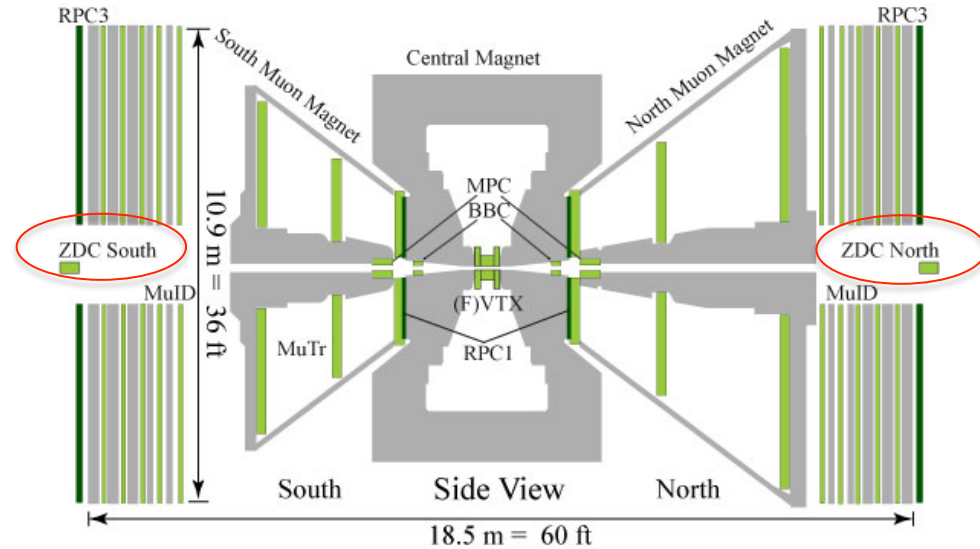 RPC3
RPC3
South Muon Magnet
Central Magnet
North Muon Magnet
MPC
BBC
10.9 m = 36 ft
ZDC South
ZDC North
MuID
MuID
(F)VTX
MuTr
RPC1
South
Side View
North
18.5 m = 60 ft